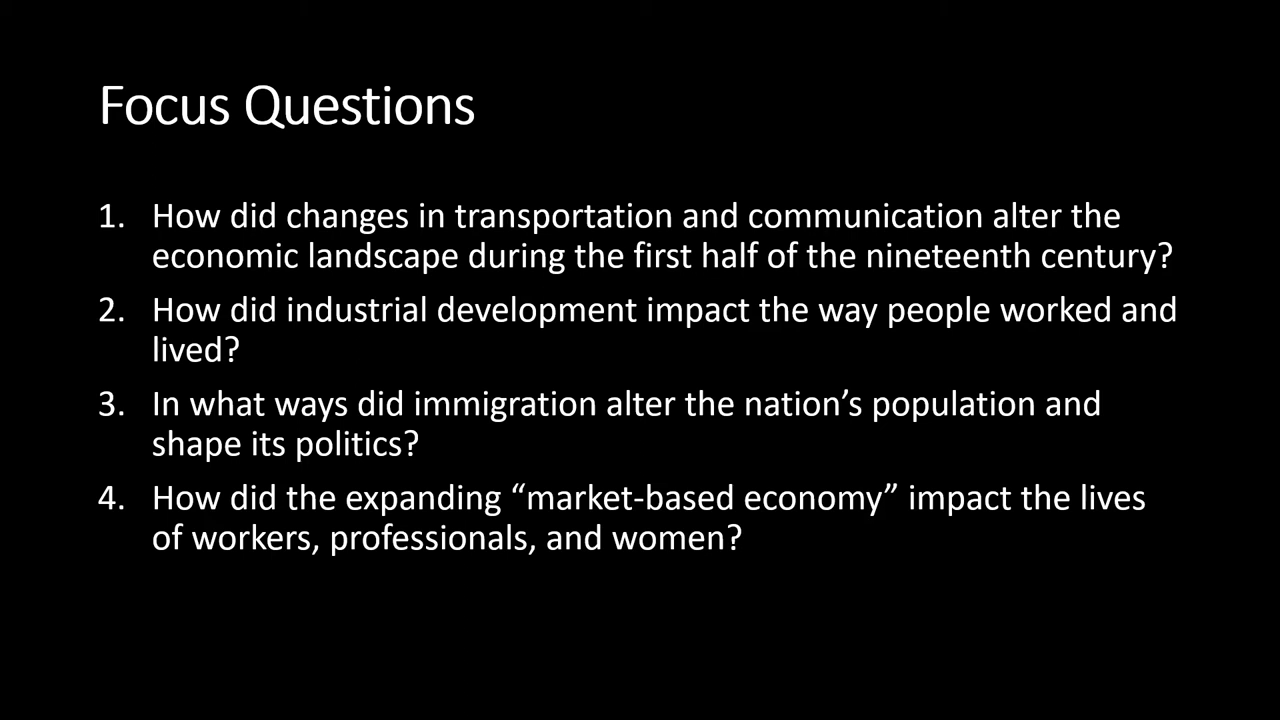 Focus Questions
1. How did changes in transportation and communication alter the
economic landscape during the first half of the nineteenth century?
2. How did industrial development impact the way people worked and
lived?
3. In what ways did immigration alter the nation’s population and
shape its politics?
4. How did the expanding “market-based economy” impact the lives
of workers, professionals, and women?